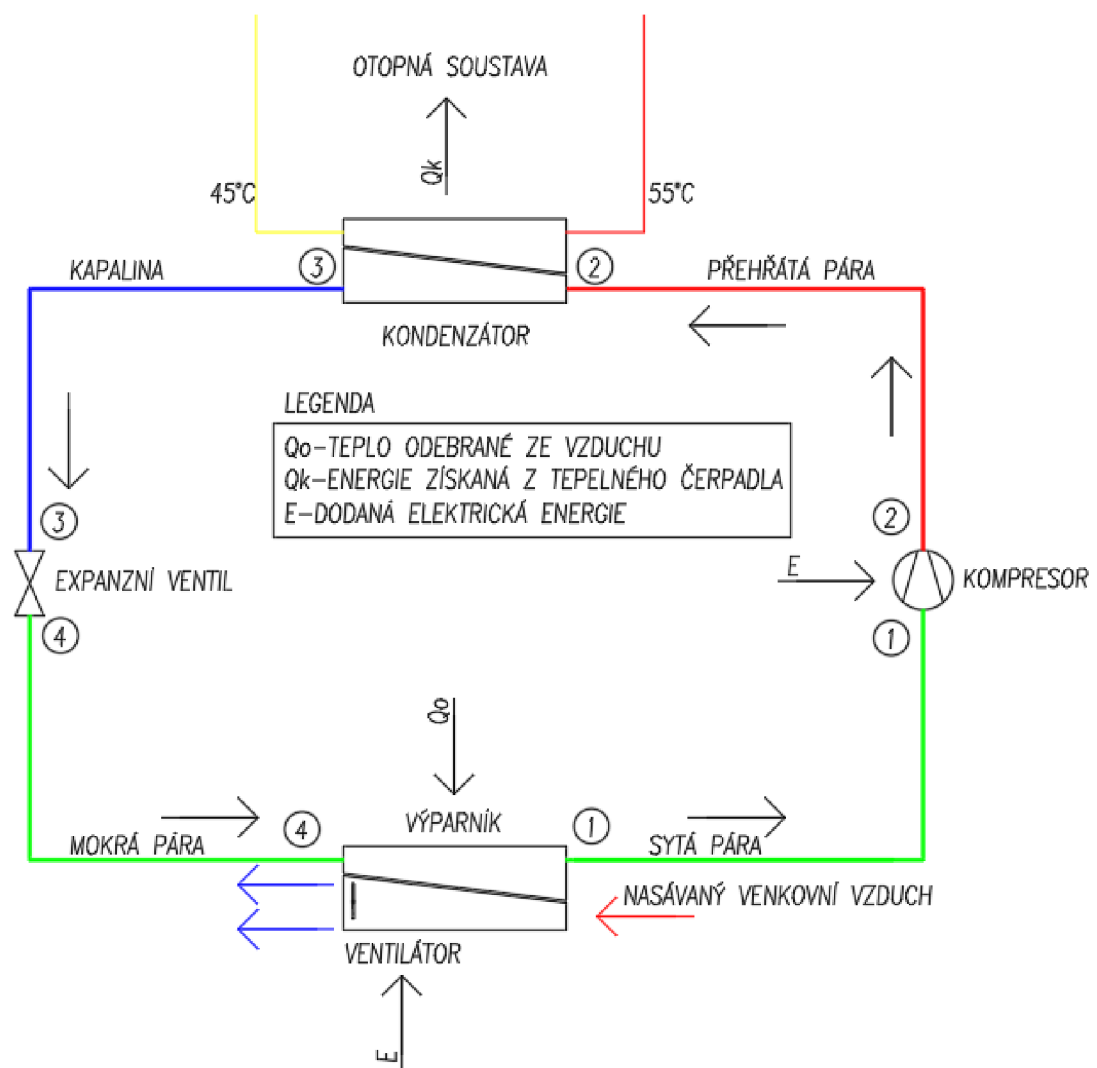 OTOPNÁ SOUSTAVA
Qk
45°C
55°C
3
2
KAPALINA
PŘEHŘÁTÁ PÁRA
KONDENZÁTOR
LEGENDA
Qo-TEPLO ODEBRANÉ ZE VZDUCHU
Qk-ENERGIE ZÍSKANÁ Z TEPELNÉHO ČERPADLA
E-DODANÁ ELEKTRICKÁ ENERGIE
3
2
EXPANZNÍ VENTIL
E
KOMPRESOR
4
1
Qo
4
VÝPARNÍK
1
MOKRÁ PÁRA
SYTÁ PÁRA
NASÁVANÝ VENKOVNÍ VZDUCH
VENTILÁTOR
E